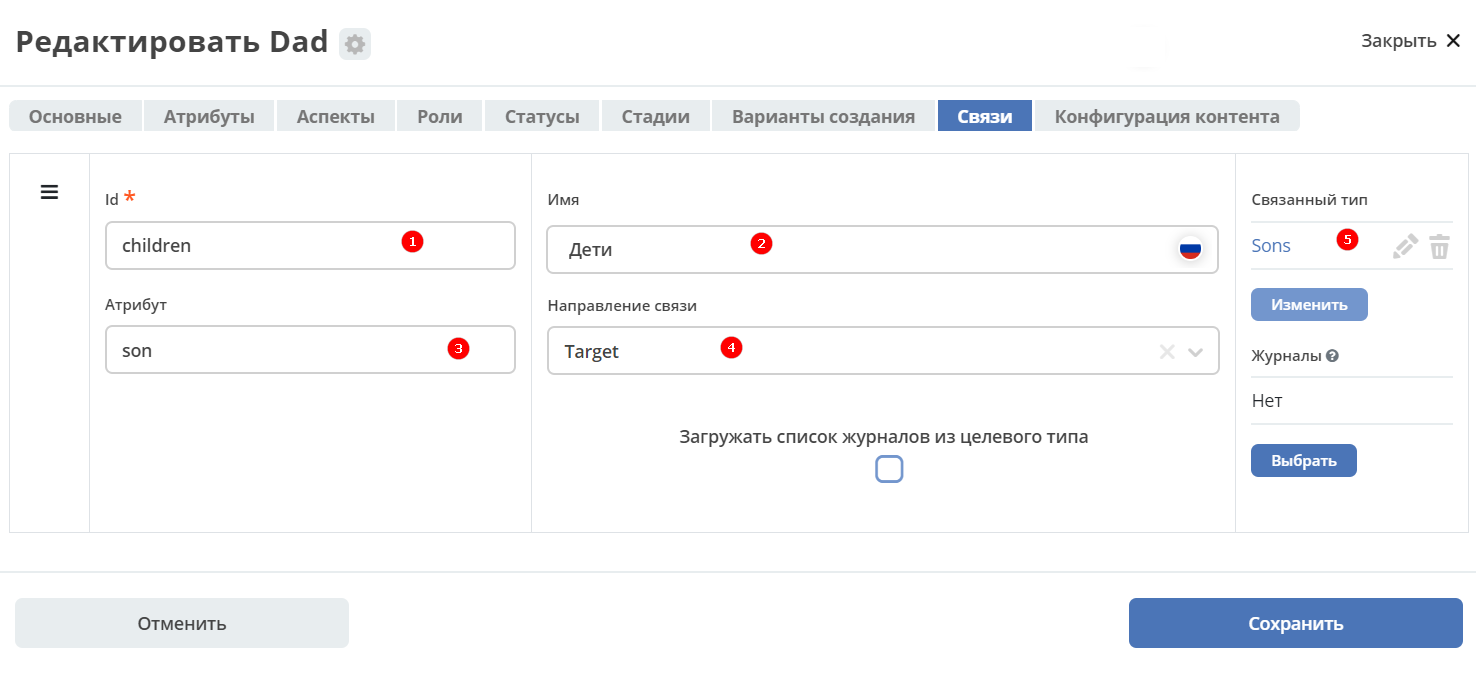 Редактировать Dad
Закрыть
Основные Атрибуты Аспекты Роли Статусы Стадии Варианты создания Связи Конфигурация контента
Id *
children 1
Атрибут
son 3
Имя
Дети 2
Направление связи
Target 4
Загружать список журналов из целевого типа
Связанный тип
Sons 5
Изменить
Журналы ?
Нет
Выбрать
Отменить
Сохранить